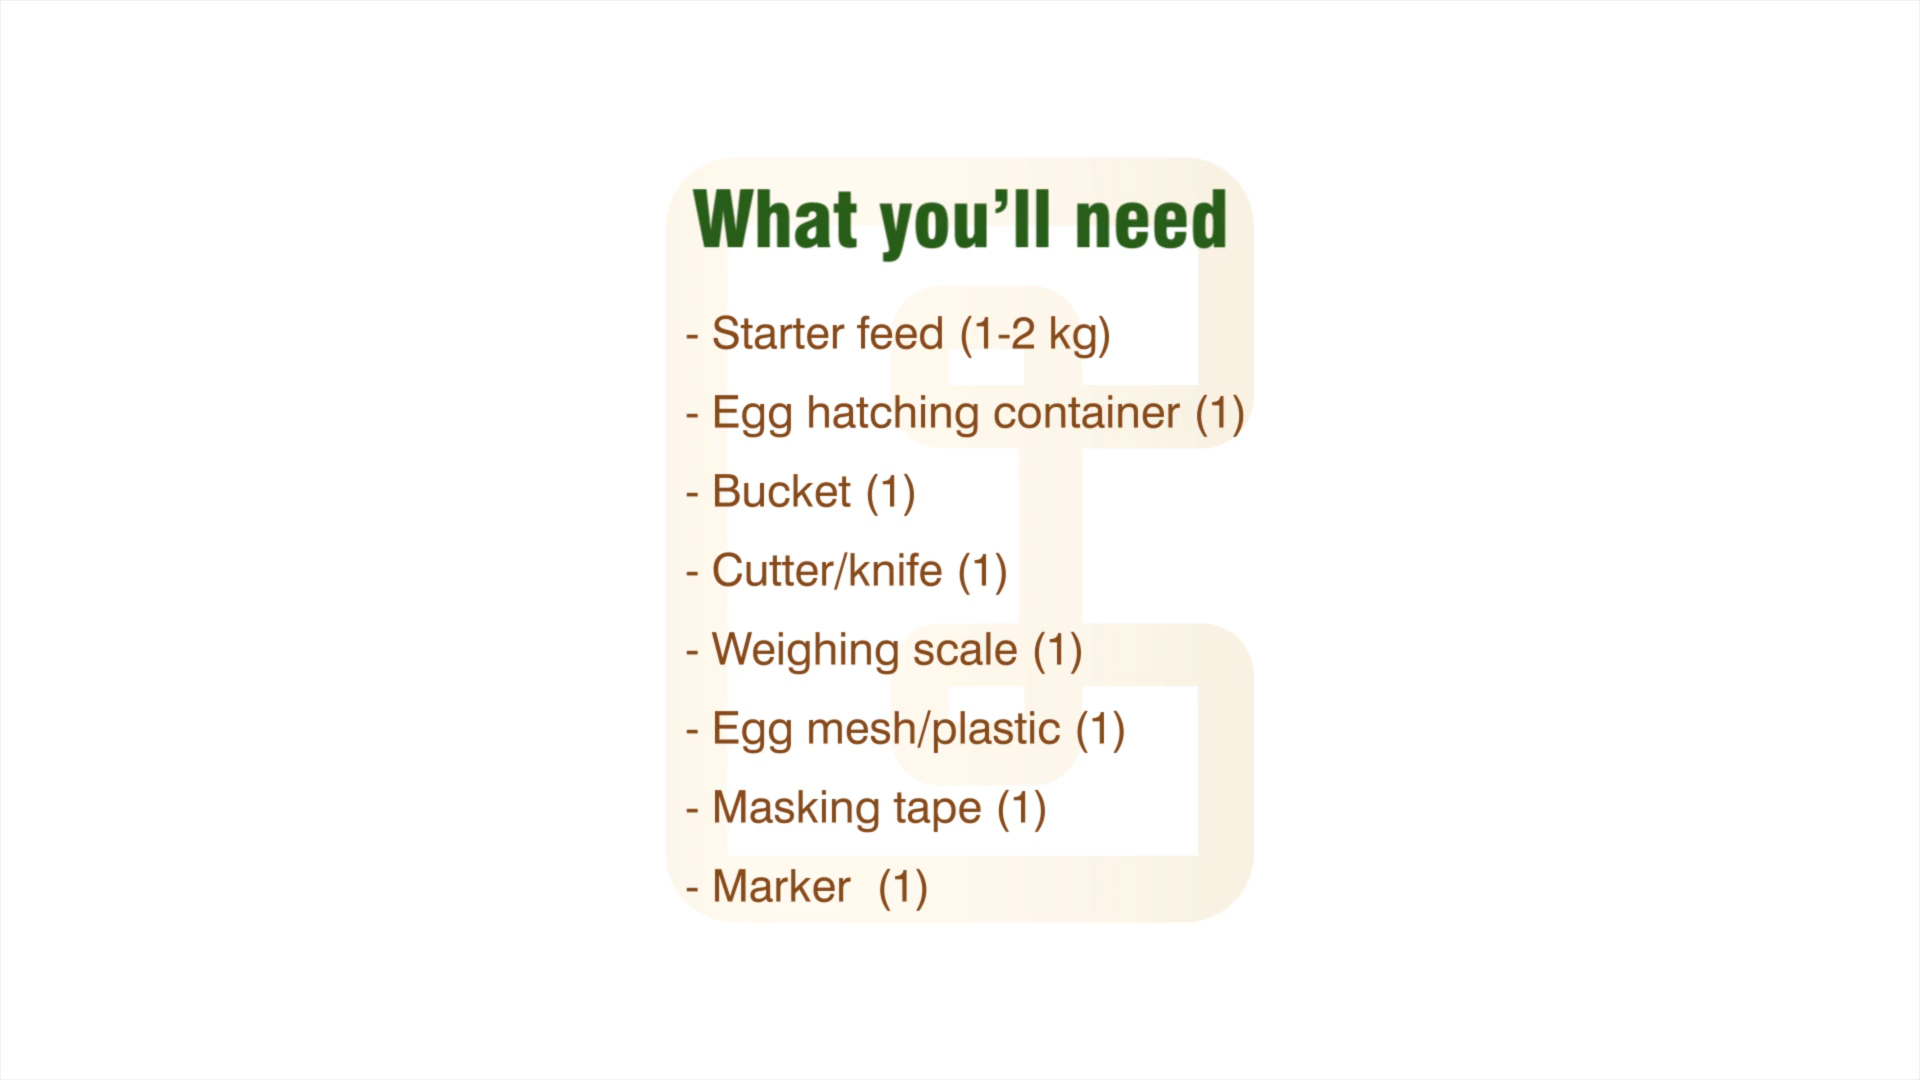 What you’ll need
- Starter feed (1-2 kg)
- Egg hatching container (1)
- Bucket (1)
- Cutter/knife (1)
- Weighing scale (1)
- Egg mesh/plastic (1)
- Masking tape (1)
- Marker  (1)